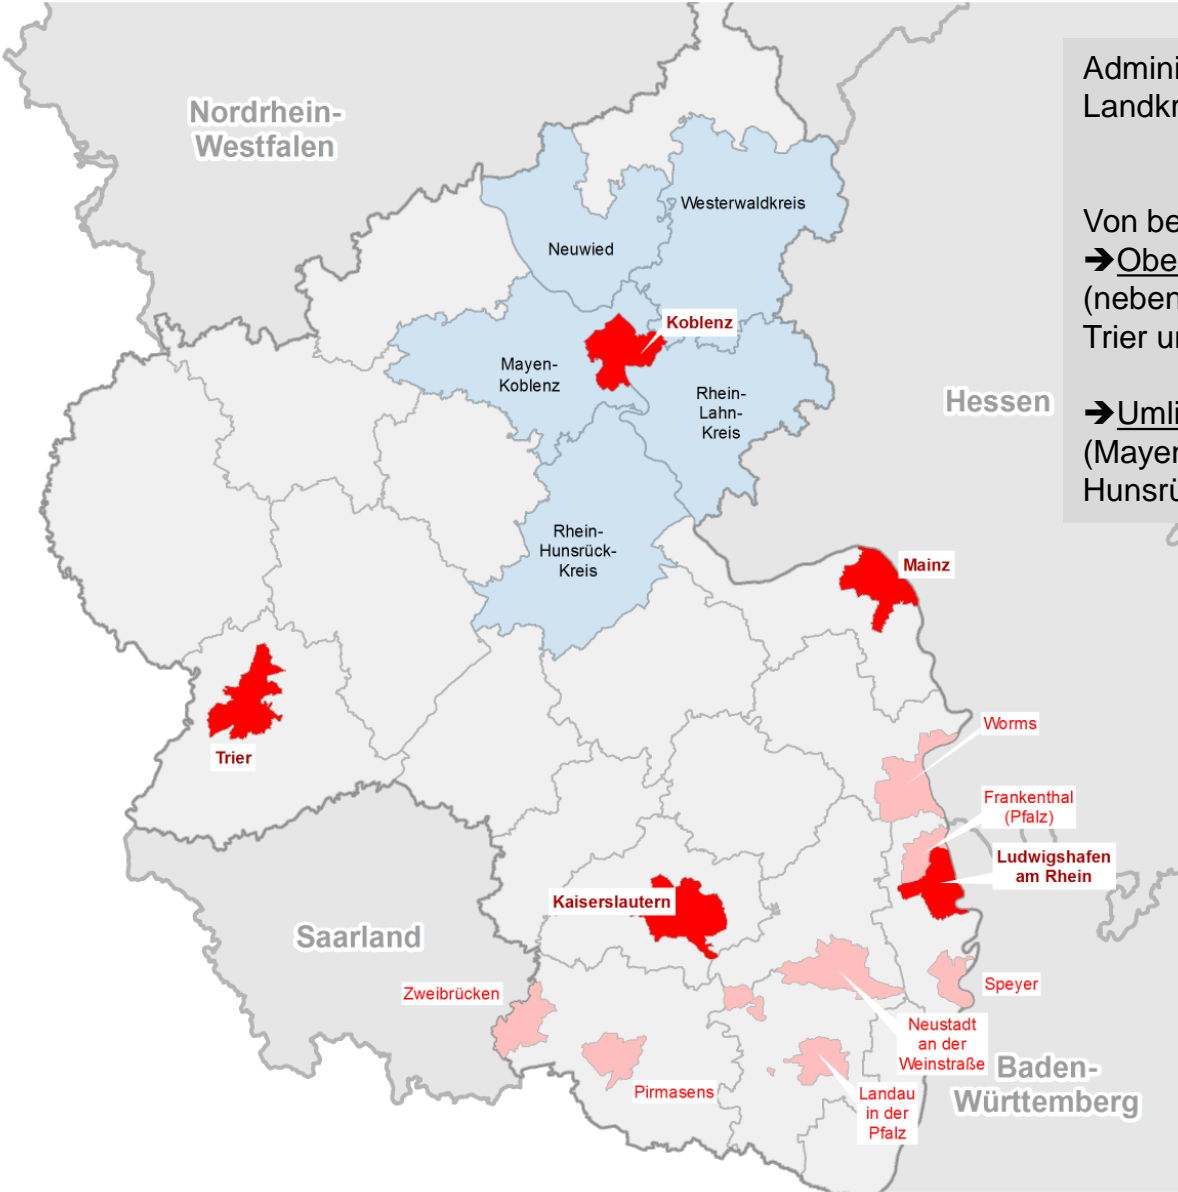 Nordrhein-
Westfalen
Westerwaldkreis
Neuwied
Koblenz
Mayen-
Koblenz
Rhein-
Lahn-
Kreis
Hessen
Rhein-
Hunsrück-
Kreis
Mainz
Trier
Worms
Frankenthal
(Pfalz)
Ludwigshafen
am Rhein
Kaiserslautern
Saarland
Zweibrücken
Speyer
Neustadt
an der
Weinstraße
Pirmasens
Landau
in der
Pfalz
Baden-
Württemberg
Admini
Landkr
Von be
➔Obe
(neben
Trier u
➔Umli
(Mayer
Hunsrü